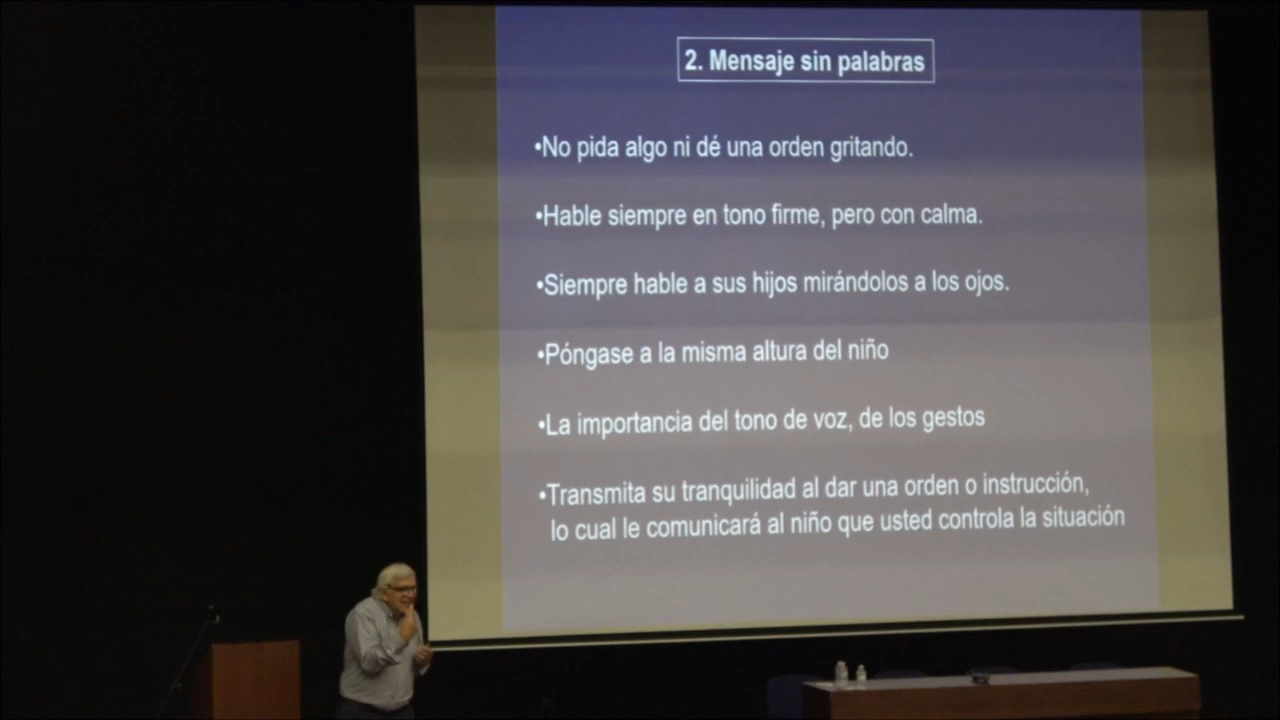 2. Mensaje sin palabras
•No pida algo ni dé una orden gritando.
•Hable siempre en tono firme, pero con calma.
•Siempre hable a sus hijos mirándolos a los ojos.
•Póngase a la misma altura del niño
•La importancia del tono de voz, de los gestos
•Transmita su tranquilidad al dar una orden o instrucción,
lo cual le comunicará al niño que usted controla la situación